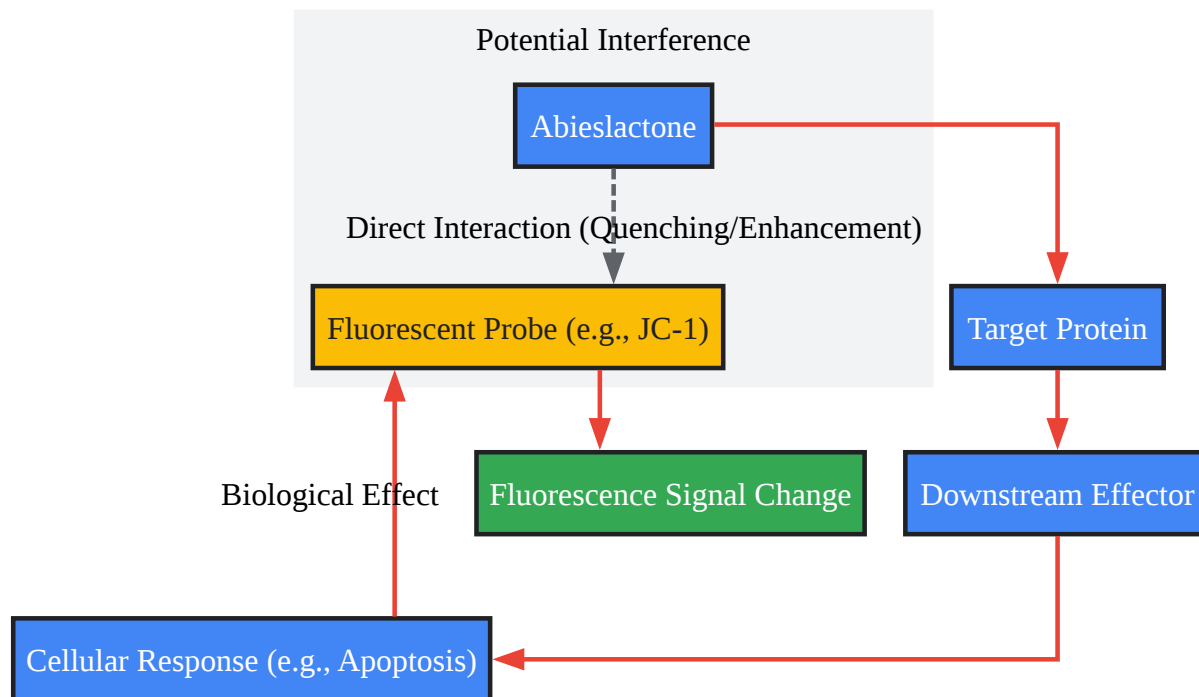 Potential Interference
Abieslactone
Direct Interaction (Quenching/Enhancement)
Fluorescent Probe (e.g., JC-1)
Target Protein
Biological Effect
Fluorescence Signal Change
Downstream Effector
Cellular Response (e.g., Apoptosis)